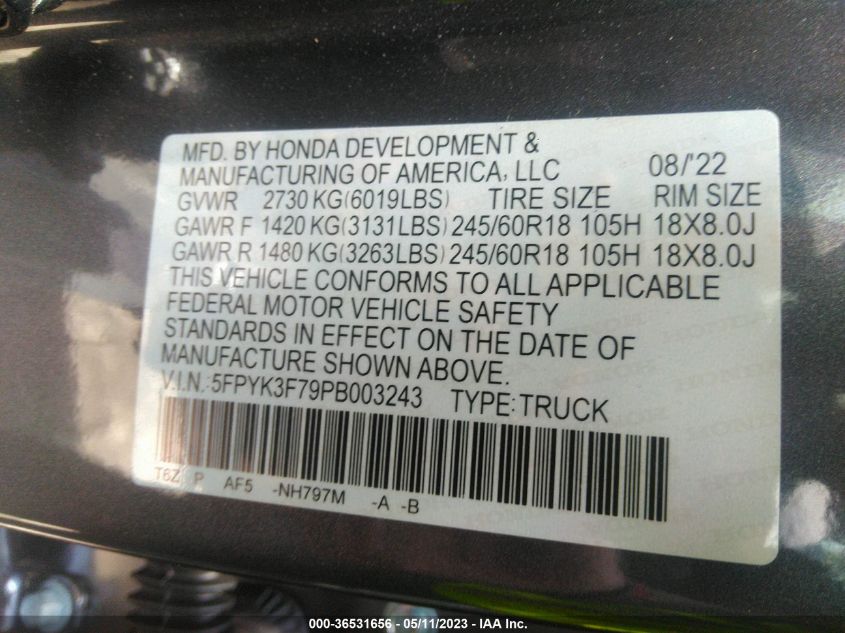 MFD. BY HONDA DEVELOPMENT &
MANUFACTURING OF AMERICA, LLC 08/'22
GVWR 2730 KG(6019LBS) TIRE SIZE RIM SIZE
GAWR F 1420 KG(3131LBS) 245/60R18 105H 18X8.0J
GAWR R 1480 KG(3263LBS) 245/60R18 105H 18X8.0J
THIS VEHICLE CONFORMS TO ALL APPLICABLE
FEDERAL MOTOR VEHICLE SAFETY
STANDARDS IN EFFECT ON THE DATE OF
MANUFACTURE SHOWN ABOVE.
V.I.N.: 5FPYK3F79PB003243 TYPE: TRUCK
T6Z P AF5 -NH797M -A -B
000-36531656 - 05/11/2023 - IAA Inc.